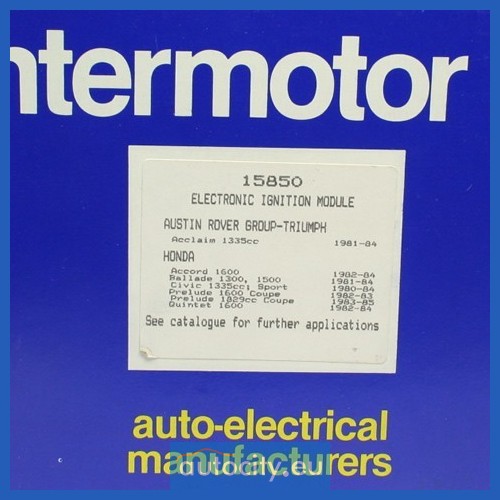 ntermotor
15850
ELECTRONIC IGNITION MODULE
AUSTIN ROVER GROUP-TRIUMPH
Acclaim 1335cc 1981-84
HONDA
Accord 1600 1982-84
Ballade 1300, 1500 1981-84
Civic 1335cc; Sport 1980-84
Prelude 1600 Coupe 1982-83
Prelude 1829cc Coupe 1983-85
Quintet 1600 1982-84
See catalogue for further applications
auto-electrical
manufacturers
autocity.eu